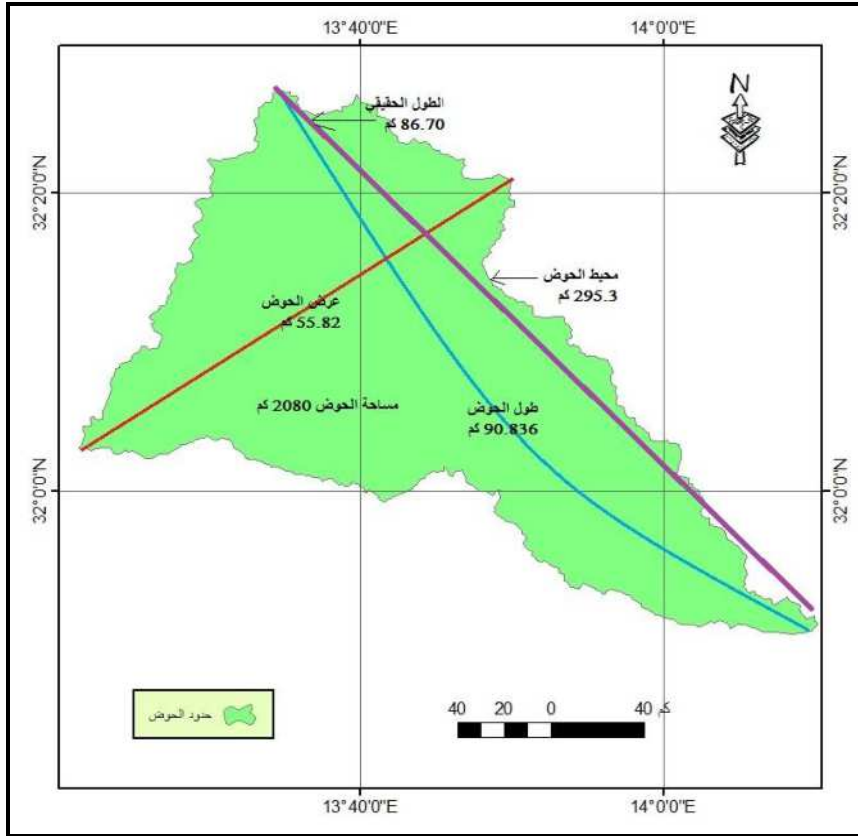 13°40'0"E 14°0'0"E
N
الطول الحقيقي
86.70 كم
32°20'0"N 32°20'0"N
محيط الحوض
295.3 كم
عرض الحوض
55.82 كم
مساحة الحوض 2080 كم
طول الحوض
90.836 كم
32°0'0"N 32°0'0"N
حدود الحوض
40 20 0 40 كم
13°40'0"E 14°0'0"E